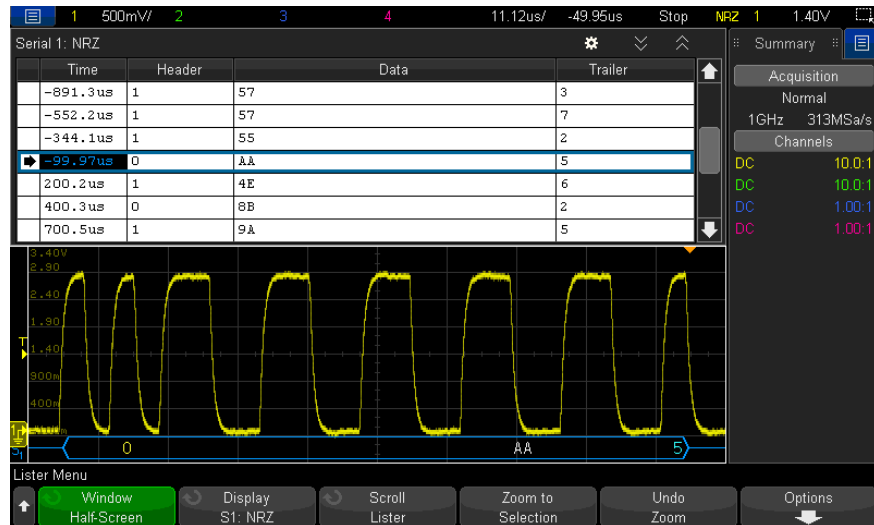 1 500mV/ 2 3 4 11.12us/ -49.95us Stop NRZ 1 1.40V
Serial 1: NRZ
Time Header Data Trailer
-891.3us 1 57 3
-552.2us 1 57 7
-344.1us 1 55 2
-99.97us 0 AA 5
200.2us 1 4E 6
400.3us 0 8B 2
700.5us 1 9A 5
Summary
Acquisition
Normal
1GHz 313MSa/s
Channels
DC 10.0:1
DC 10.0:1
DC 1.00:1
DC 1.00:1
3.40V
2.90
2.40
1.90
T 1.40
900m
400m
1
S1 0 AA 5
Lister Menu
Window Display Scroll Zoom to Undo Options
Half-Screen S1: NRZ Lister Selection Zoom